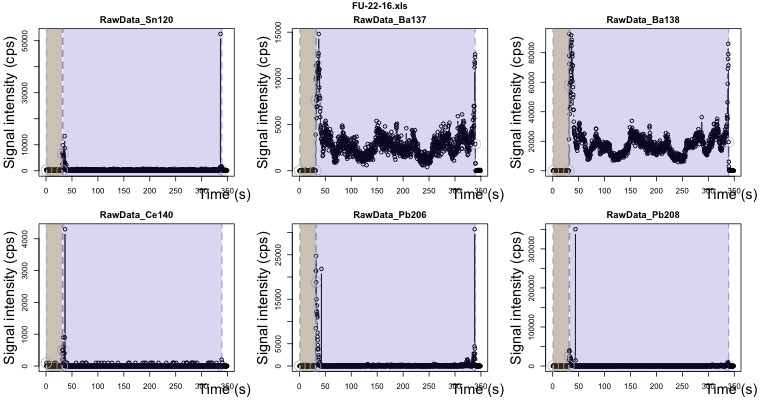 FU-22-16.xls
RawData_Sn120 RawData_Ba137 RawData_Ba138
Signal intensity (cps)
0 10000 30000 50000
0 50 100 150 200 250 300 350
Time (s)
Signal intensity (cps)
0 5000 10000 15000
0 50 100 150 200 250 300 350
Time (s)
Signal intensity (cps)
0 20000 40000 60000 80000
0 50 100 150 200 250 300 350
Time (s)
RawData_Ce140 RawData_Pb206 RawData_Pb208
Signal intensity (cps)
0 1000 2000 3000 4000
0 50 100 150 200 250 300 350
Time (s)
Signal intensity (cps)
0 5000 15000 25000
0 50 100 150 200 250 300 350
Time (s)
Signal intensity (cps)
0 100000 200000 300000
0 50 100 150 200 250 300 350
Time (s)